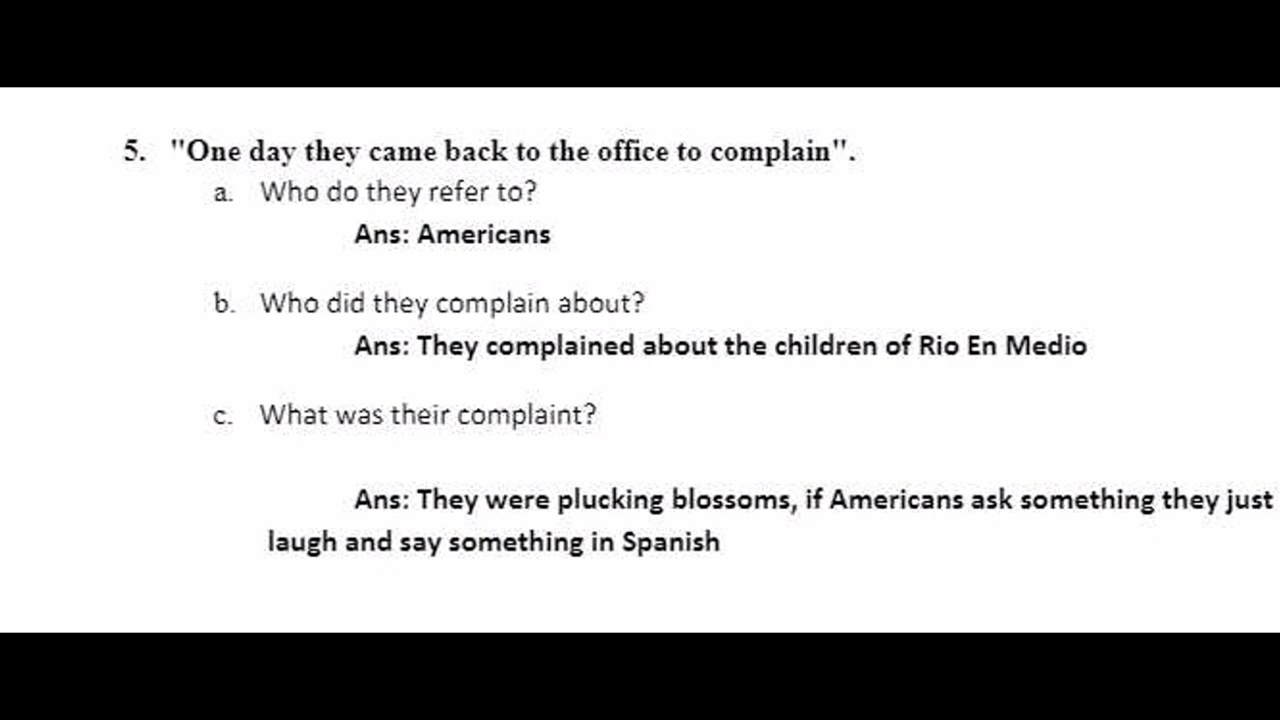 5. "One day they came back to the office to complain".
a. Who do they refer to?
Ans: Americans
b. Who did they complain about?
Ans: They complained about the children of Rio En Medio
c. What was their complaint?
Ans: They were plucking blossoms, if Americans ask something they just
laugh and say something in Spanish